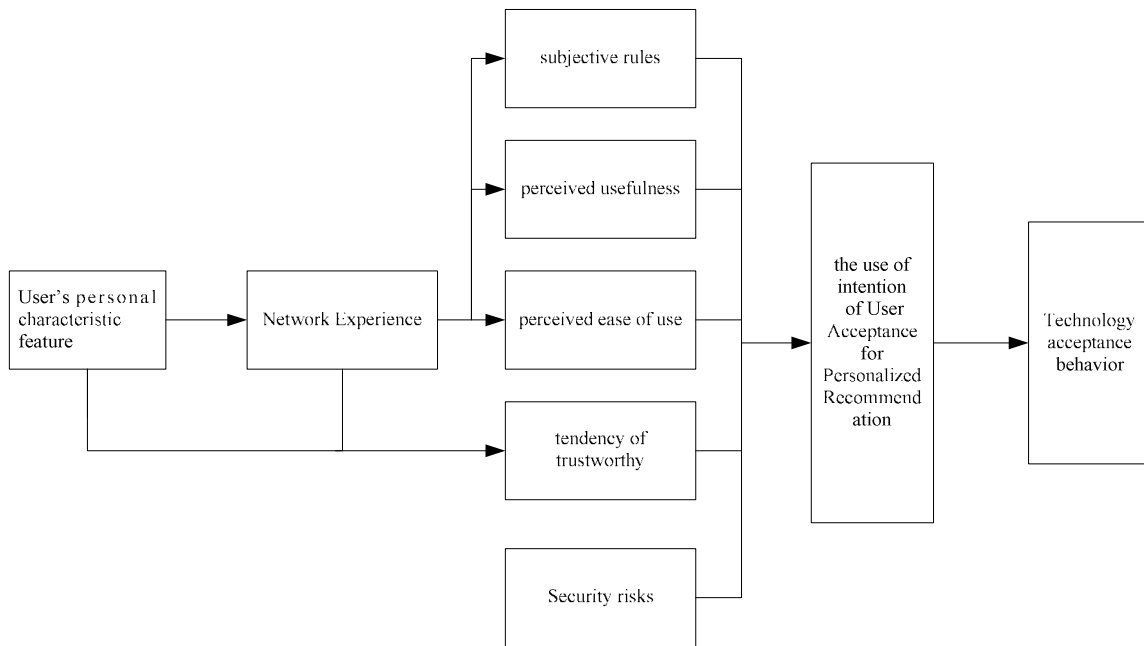 subjective rules
perceived usefulness
User's personal
characteristic
feature
Network Experience
perceived ease of use
tendency of
trustworthy
Security risks
the use of
intention
of User
Acceptance
for
Personalized
Recommend
ation
Technology
acceptance
behavior